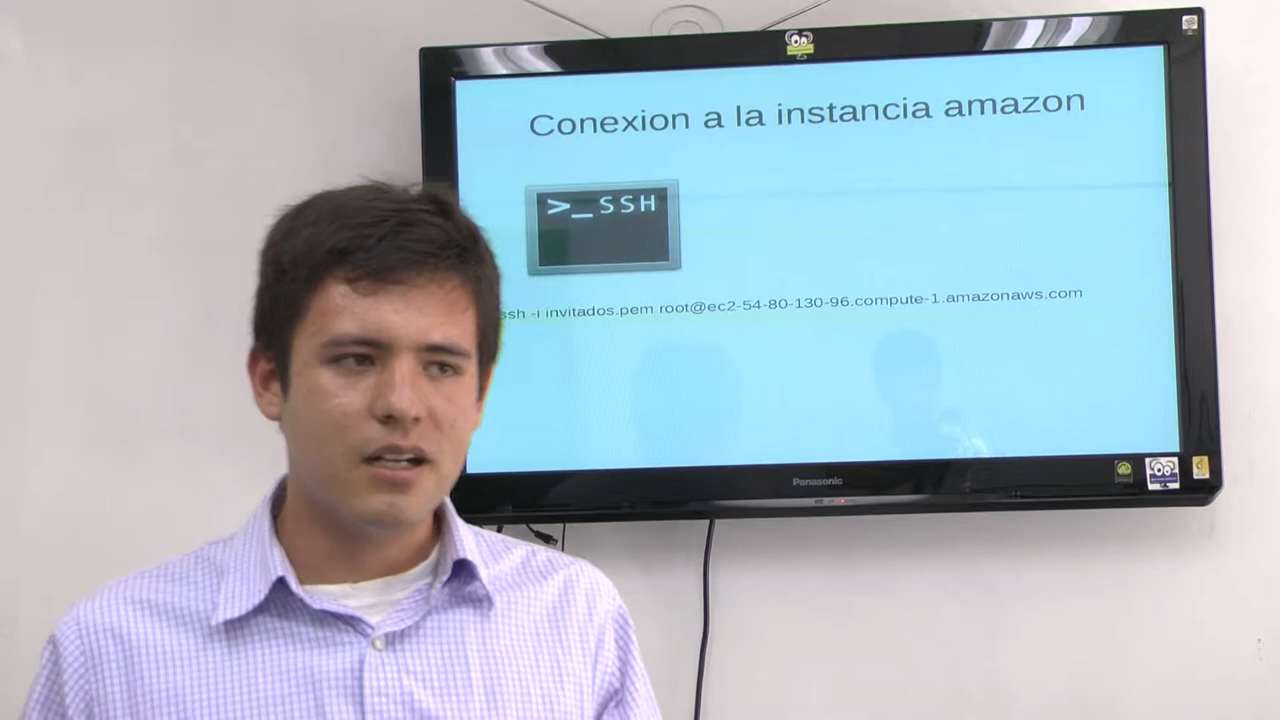 Conexion a la instancia amazon
>_SSH
ssh -i invitados.pem root@ec2-54-80-130-96.compute-1.amazonaws.com
Panasonic